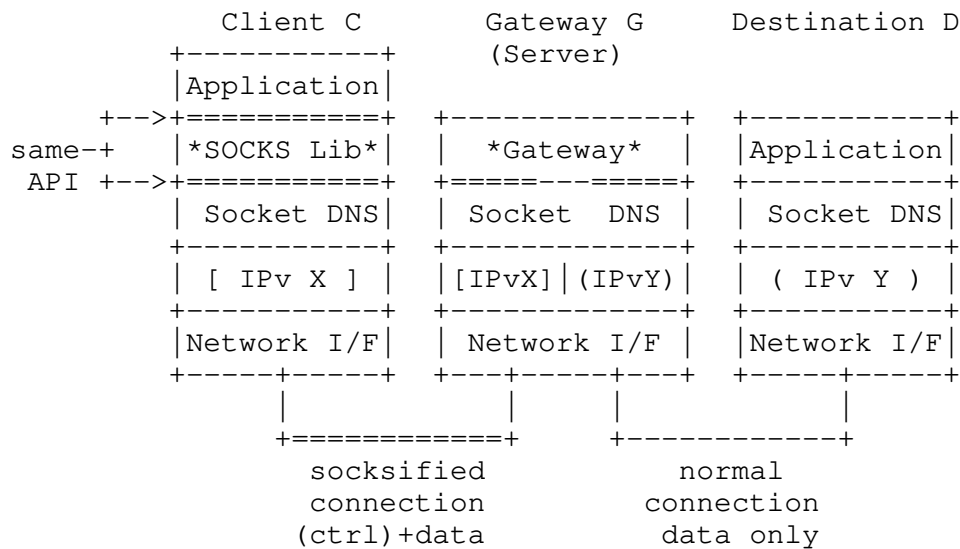 Client C Gateway G Destination D
+-----------+ (Server)
|Application|
+-->+===========+ +-------------+ +-----------+
same-+ |*SOCKS Lib*| | *Gateway* | |Application|
API +-->+===========+ +=====---=====+ +-----------+
| Socket DNS| | Socket DNS | | Socket DNS|
+-----------+ +-------------+ +-----------+
| [ IPv X ] | |[IPvX]|(IPvY)| | ( IPv Y ) |
+-----------+ +-------------+ +-----------+
|Network I/F| | Network I/F | |Network I/F|
+-----+-----+ +---+-----+---+ +-----+-----+
| | | |
+============+ +------------+
socksified normal
connection connection
(ctrl)+data data only